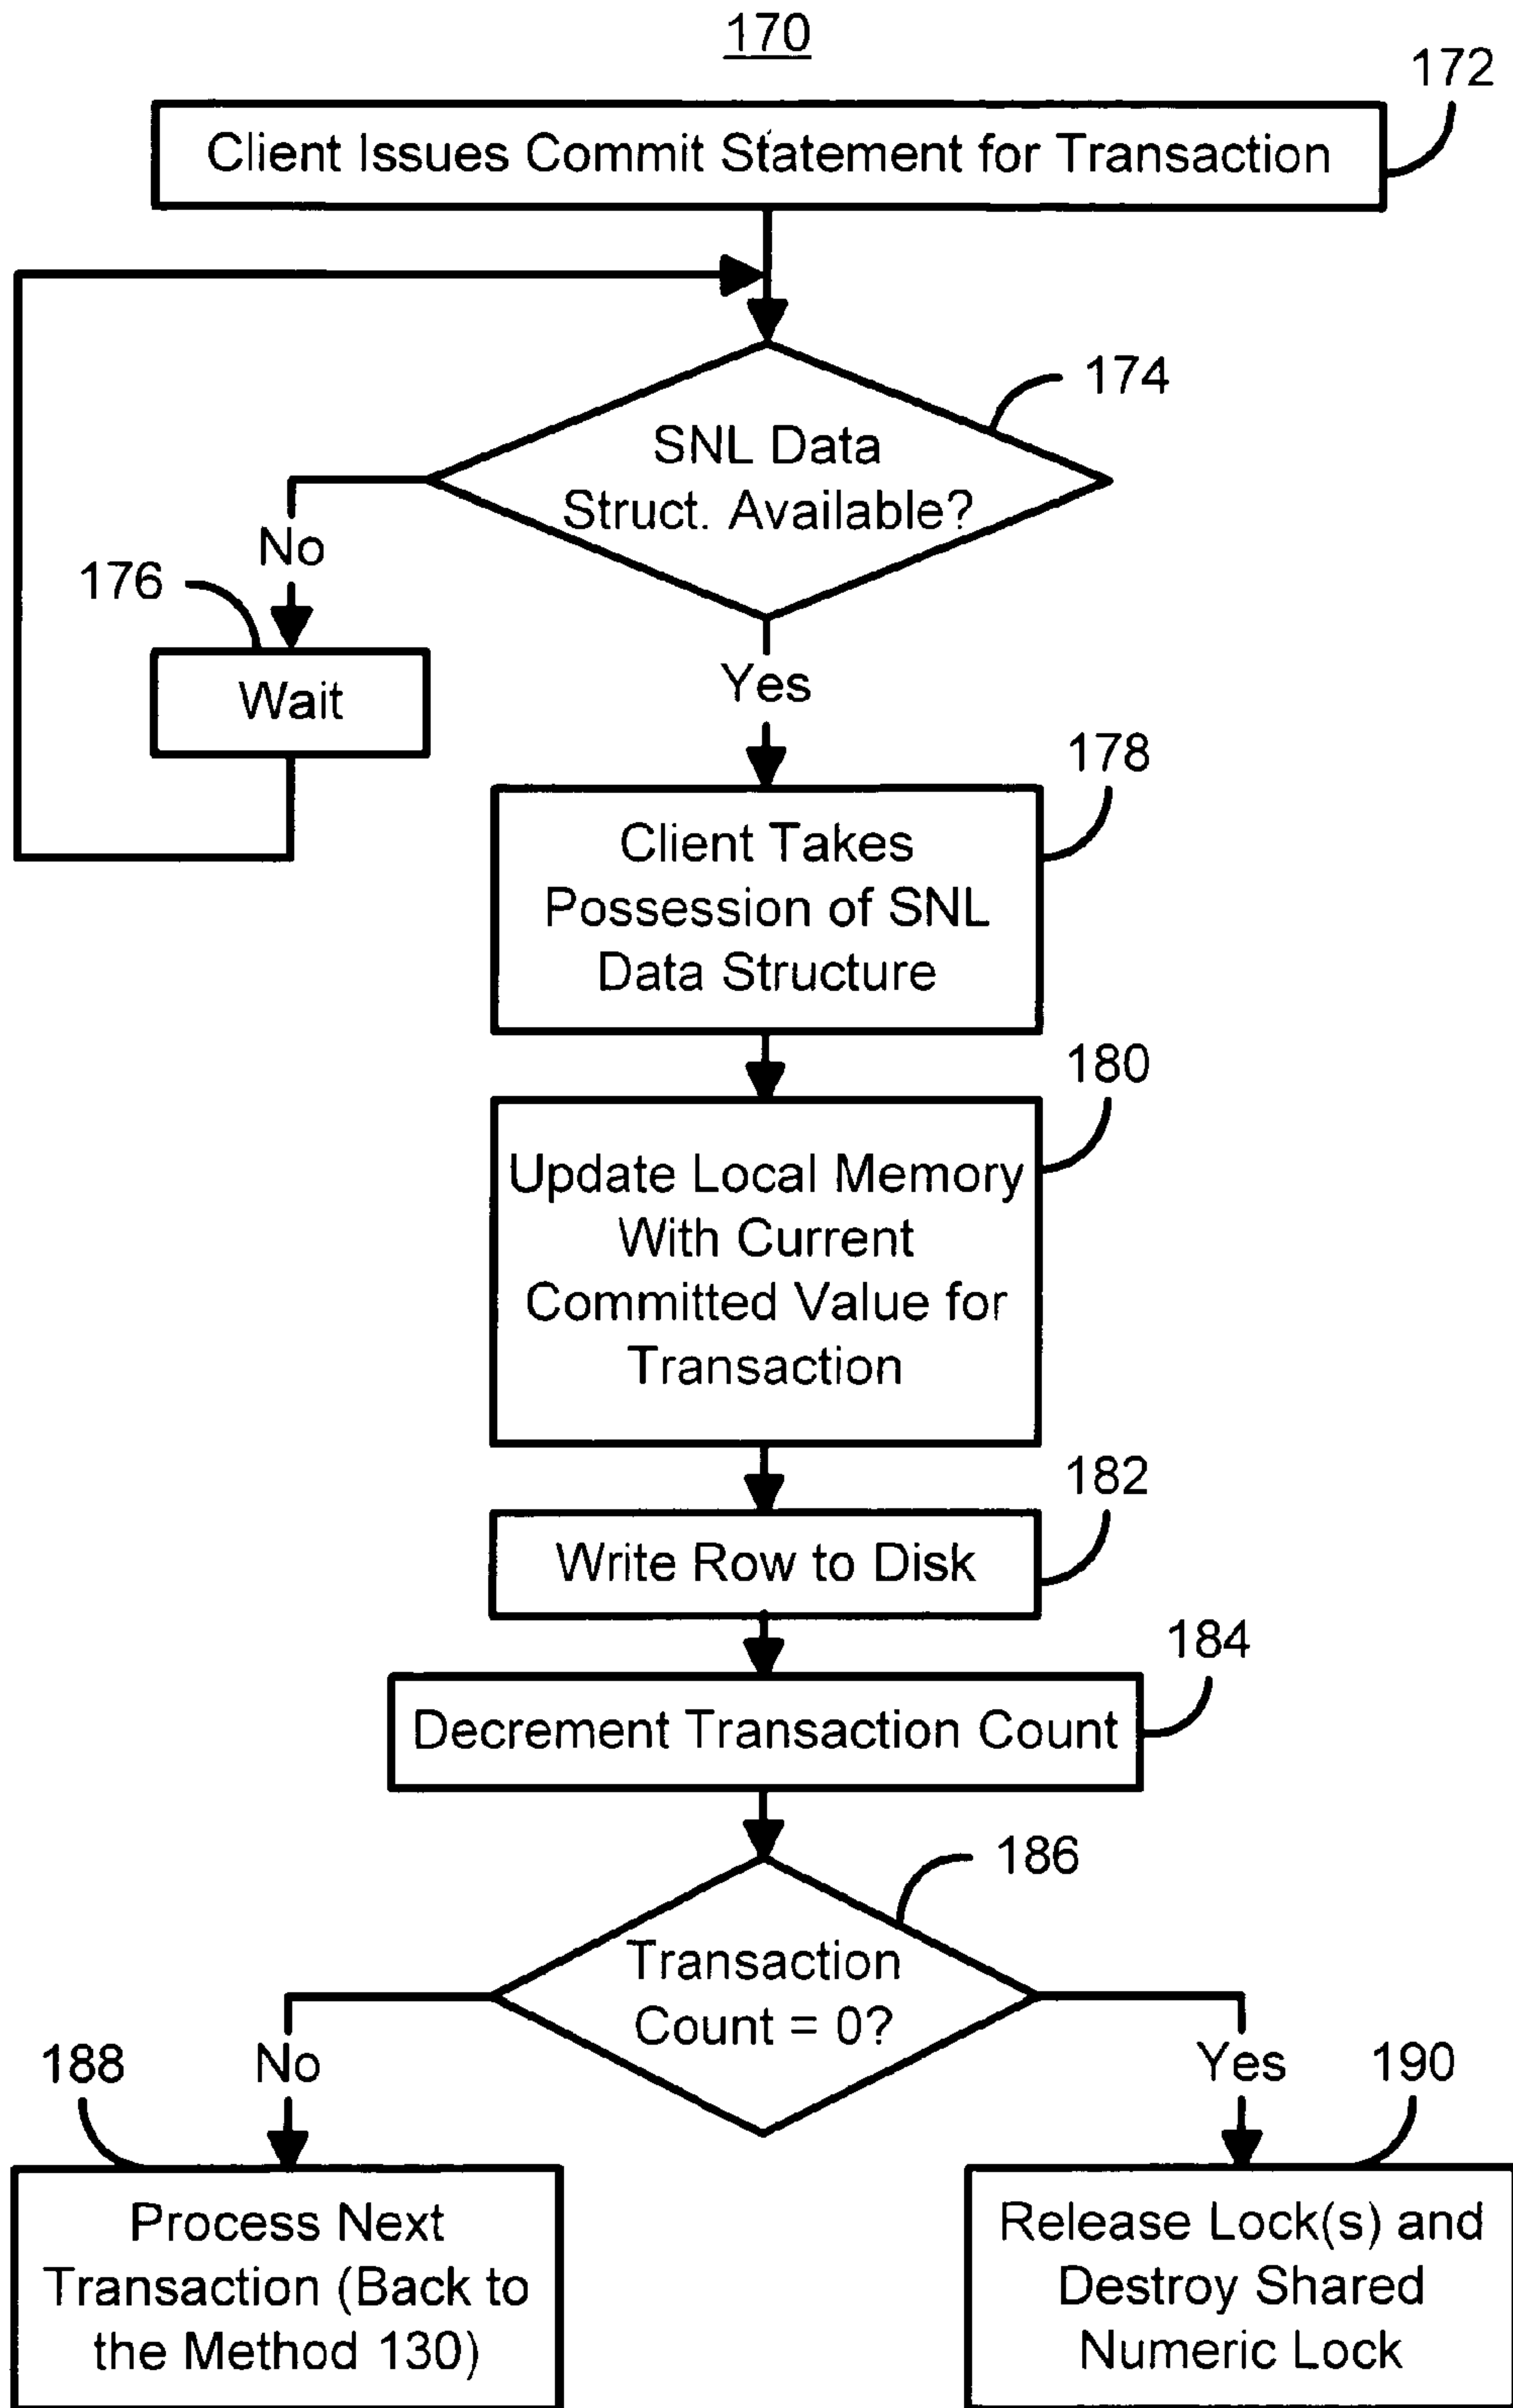 170
172
Client Issues Commit Statement for Transaction
174
SNL Data
Struct. Available?
No
176
Wait
Yes
178
Client Takes
Possession of SNL
Data Structure
180
Update Local Memory
With Current
Committed Value for
Transaction
182
Write Row to Disk
184
Decrement Transaction Count
186
Transaction
Count = 0?
188
No
Yes
190
Process Next
Transaction (Back to
the Method 130)
Release Lock(s) and
Destroy Shared
Numeric Lock